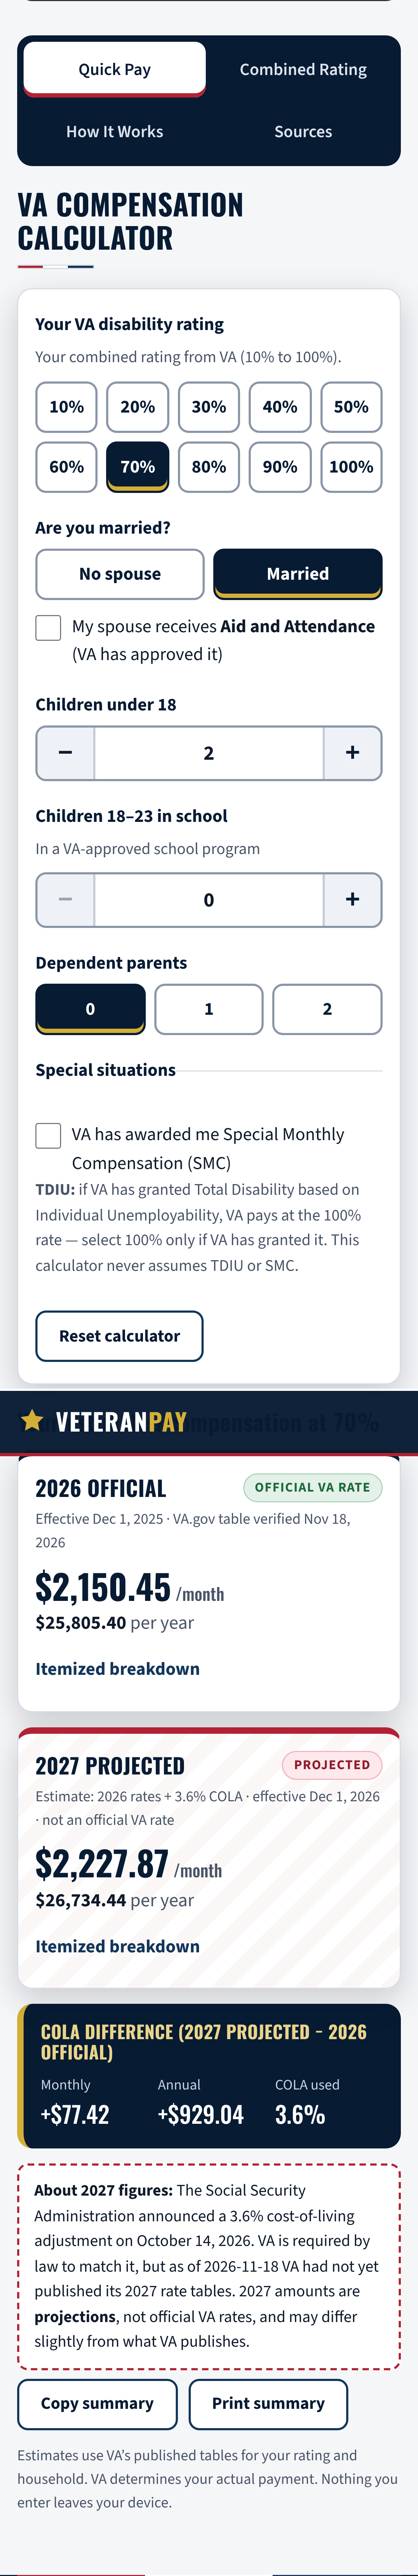 Quick Pay
Combined Rating
How It Works
Sources
VA COMPENSATION
CALCULATOR
Your VA disability rating
Your combined rating from VA (10% to 100%).
10%
20%
30%
40%
50%
60%
70%
80%
90%
100%
Are you married?
No spouse
Married
My spouse receives Aid and Attendance
(VA has approved it)
Children under 18
−
2
+
Children 18–23 in school
In a VA-approved school program
−
0
+
Dependent parents
0
1
2
Special situations
VA has awarded me Special Monthly
Compensation (SMC)
TDIU: if VA has granted Total Disability based on
Individual Unemployability, VA pays at the 100%
rate — select 100% only if VA has granted it. This
calculator never assumes TDIU or SMC.
Reset calculator
VETERANPAY
mpensation at 70%
2026 OFFICIAL
OFFICIAL VA RATE
Effective Dec 1, 2025 · VA.gov table verified Nov 18,
2026
$2,150.45 /month
$25,805.40 per year
Itemized breakdown
2027 PROJECTED
PROJECTED
Estimate: 2026 rates + 3.6% COLA · effective Dec 1, 2026
· not an official VA rate
$2,227.87 /month
$26,734.44 per year
Itemized breakdown
COLA DIFFERENCE (2027 PROJECTED − 2026
OFFICIAL)
Monthly
Annual
COLA used
+$77.42
+$929.04
3.6%
About 2027 figures: The Social Security
Administration announced a 3.6% cost-of-living
adjustment on October 14, 2026. VA is required by
law to match it, but as of 2026-11-18 VA had not yet
published its 2027 rate tables. 2027 amounts are
projections, not official VA rates, and may differ
slightly from what VA publishes.
Copy summary
Print summary
Estimates use VA’s published tables for your rating and
household. VA determines your actual payment. Nothing you
enter leaves your device.